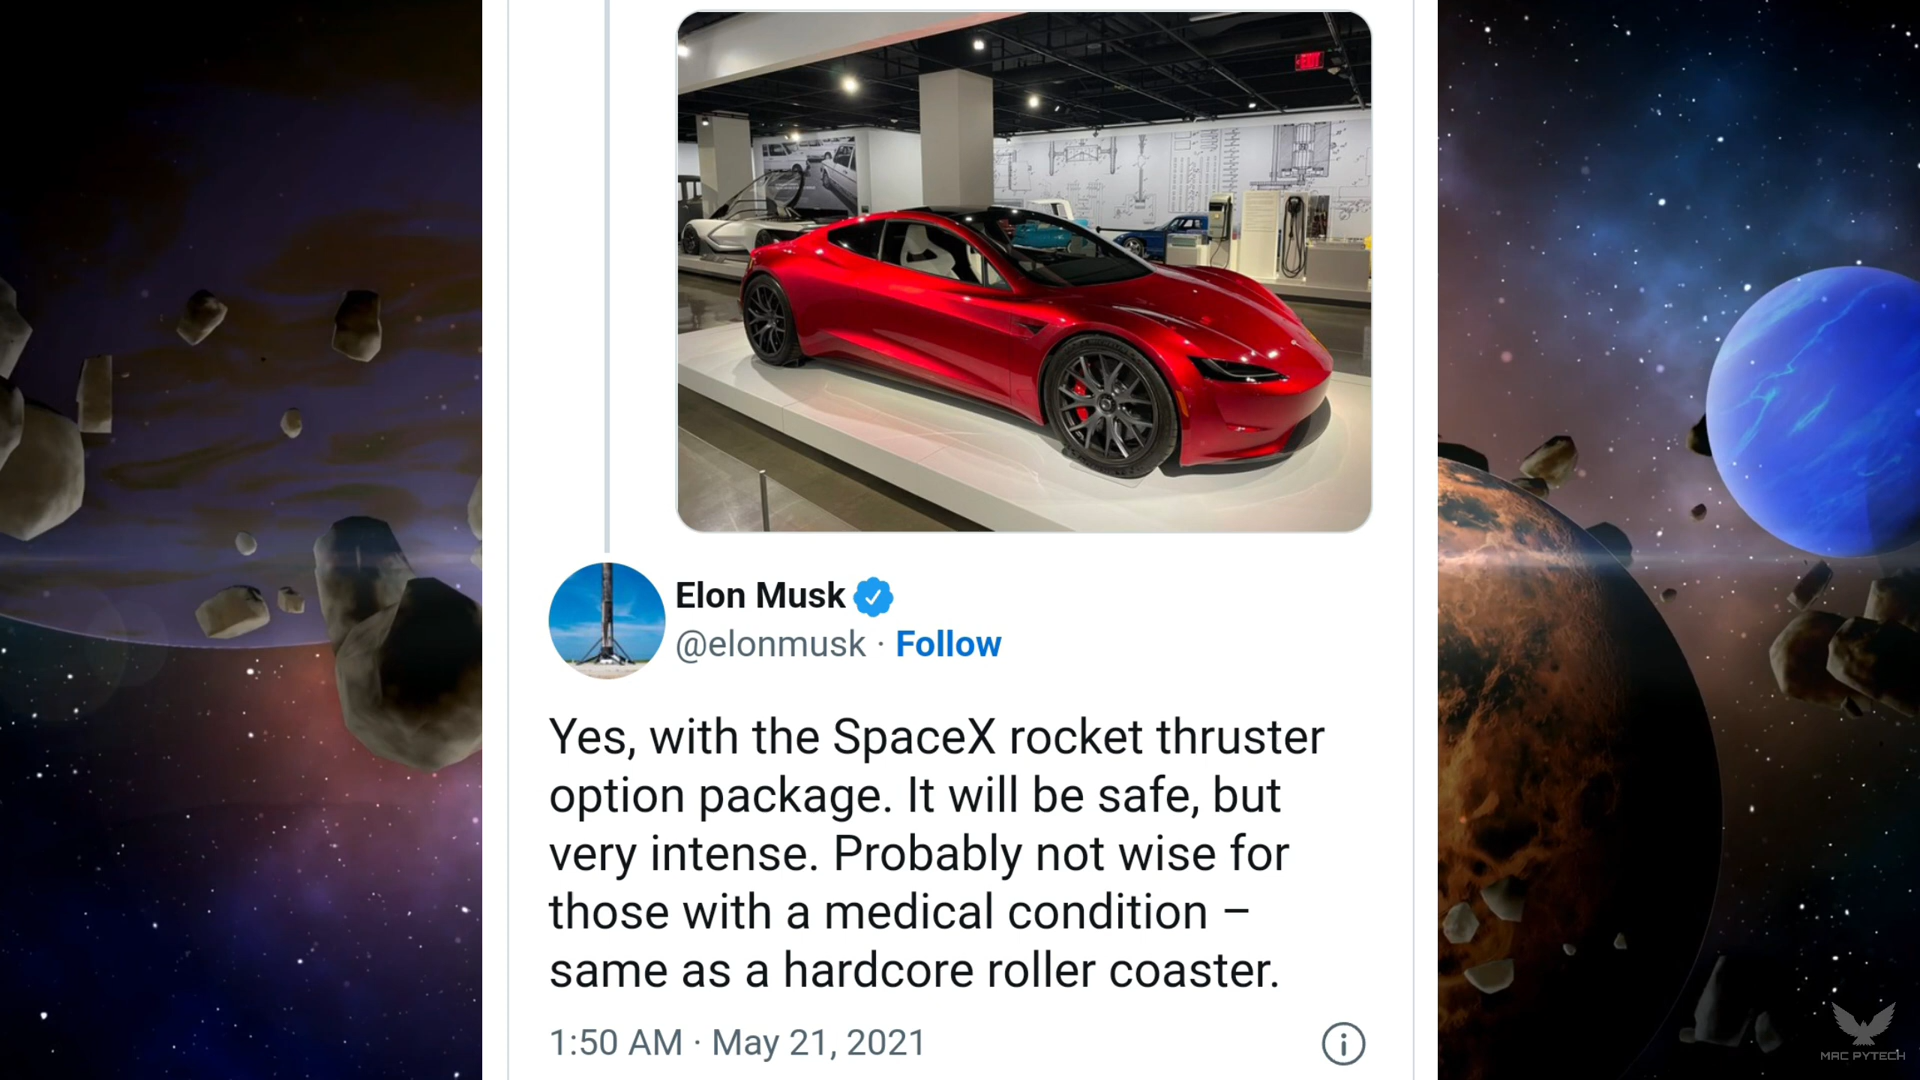 Elon Musk
@elonmusk · Follow
Yes, with the SpaceX rocket thruster
option package. It will be safe, but
very intense. Probably not wise for
those with a medical condition –
same as a hardcore roller coaster.
1:50 AM · May 21, 2021
MAC PYTECH